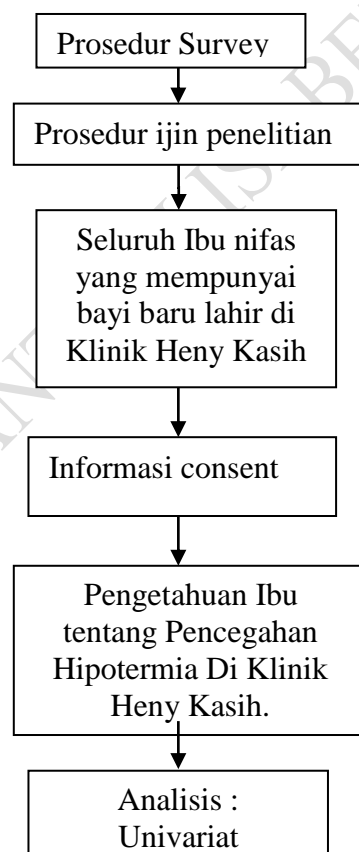 Prosedur Survey
Prosedur ijin penelitian
Seluruh Ibu nifas
yang mempunyai
bayi baru lahir di
Klinik Heny Kasih
Informasi consent
Pengetahuan Ibu
tentang Pencegahan
Hipotermia Di Klinik
Heny Kasih.
Analisis :
Univariat